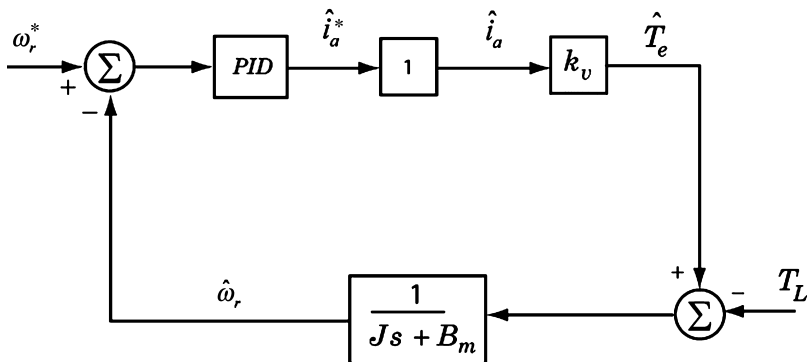 ω_r^*
+
−
Σ
PID
î_a^*
1
î_a
k_v
T̂_e
+
−
T_L
Σ
1
Js + B_m
ω̂_r